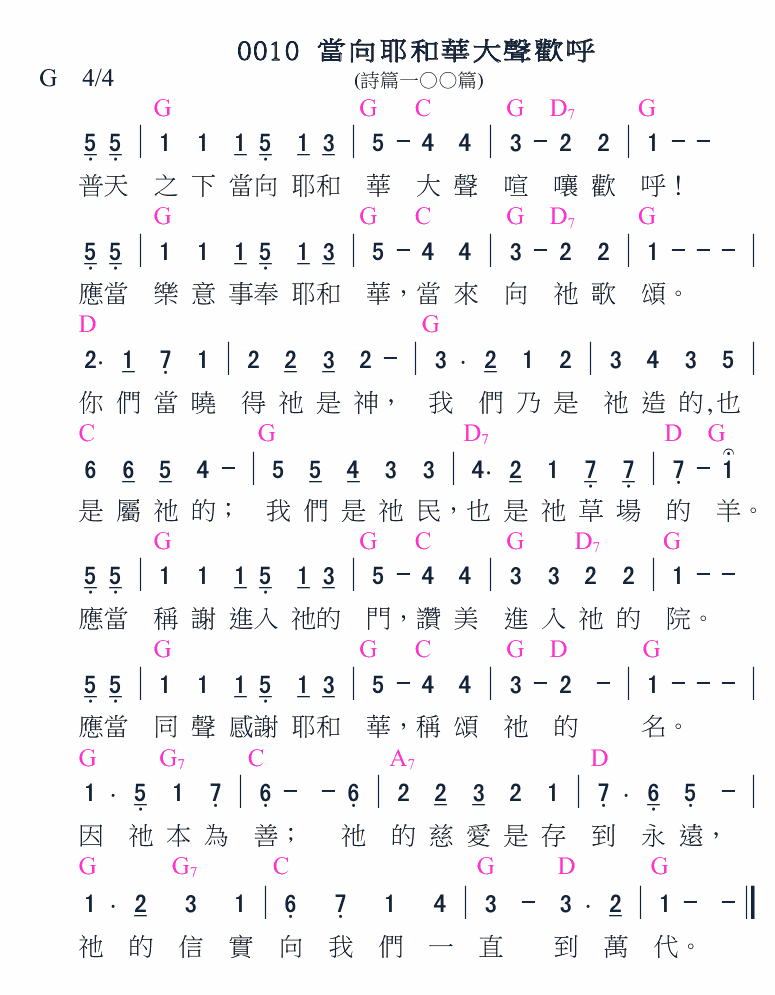 0010 當向耶和華大聲歡呼
G 4/4 (詩篇一〇〇篇)
G G C G D7 G
5 5 | 1 1 1 5 1 3 | 5 - 4 4 | 3 - 2 2 | 1 - -
普天 之 下 當向 耶和 華 大 聲 喧 嚷 歡 呼！
G G C G D7 G
5 5 | 1 1 1 5 1 3 | 5 - 4 4 | 3 - 2 2 | 1 - - - |
應當 樂 意 事奉 耶和 華，當 來 向 祂 歌 頌。
D G
2. 1 7 1 | 2 2 3 2 - | 3 . 2 1 2 | 3 4 3 5 |
你 們 當 曉 得 祂 是 神， 我 們 乃 是 祂 造 的,也
C G D7 D G
6 6 5 4 - | 5 5 4 3 3 | 4. 2 1 7 7 | 7 - 1
是 屬 祂 的； 我 們 是 祂 民，也 是 祂 草 場 的 羊。
G G C G D7 G
5 5 | 1 1 1 5 1 3 | 5 - 4 4 | 3 3 2 2 | 1 - -
應當 稱 謝 進入 祂的 門，讚 美 進 入 祂 的 院。
G G C G D G
5 5 | 1 1 1 5 1 3 | 5 - 4 4 | 3 - 2 - | 1 - - - |
應當 同 聲 感謝 耶和 華，稱 頌 祂 的 名。
G G7 C A7 D
1 . 5 1 7 | 6 - - 6 | 2 2 3 2 1 | 7 . 6 5 - |
因 祂 本 為 善； 祂 的 慈 愛 是 存 到 永 遠，
G G7 C G D G
1 . 2 3 1 | 6 7 1 4 | 3 - 3 . 2 | 1 - - ||
祂 的 信 實 向 我 們 一 直 到 萬 代。